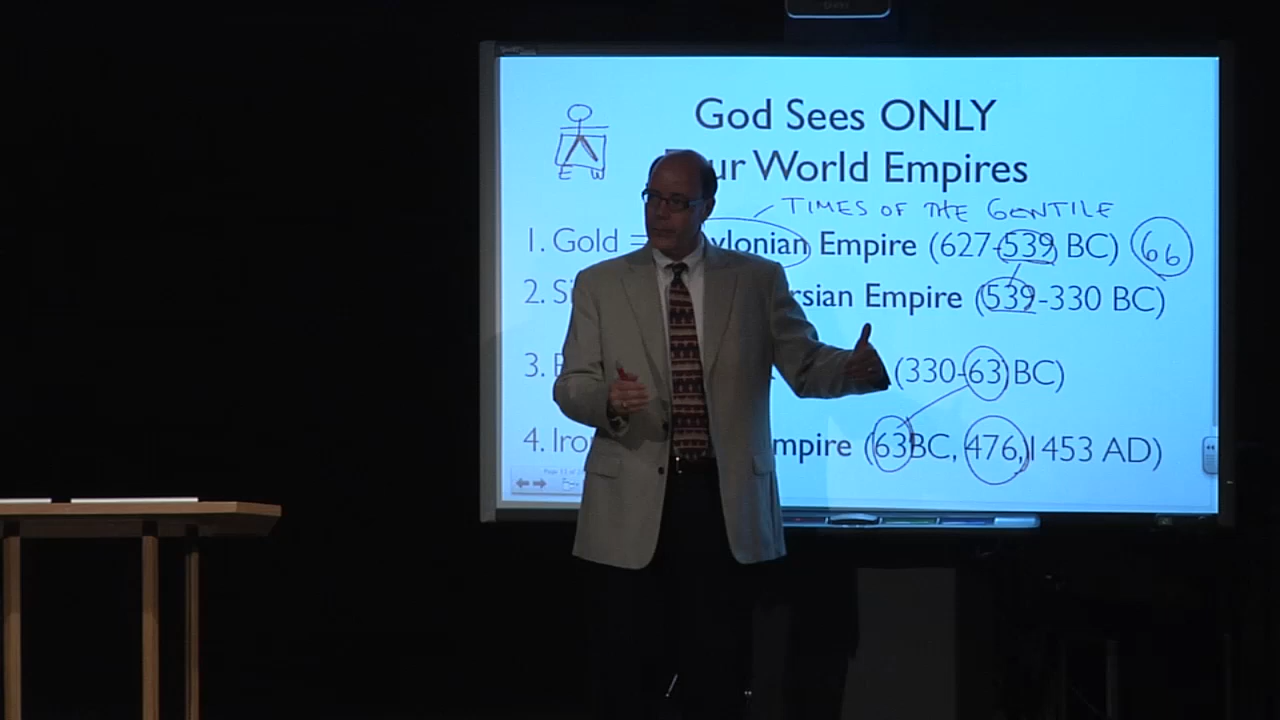 God Sees ONLY
ur World Empires
E W
TIMES OF THE GENTILE
1. Gold = ylonian Empire (627-539 BC) 66
2. Si rsian Empire (539-330 BC)
3. (330-63 BC)
4. Iro mpire (63BC, 476, 1453 AD)